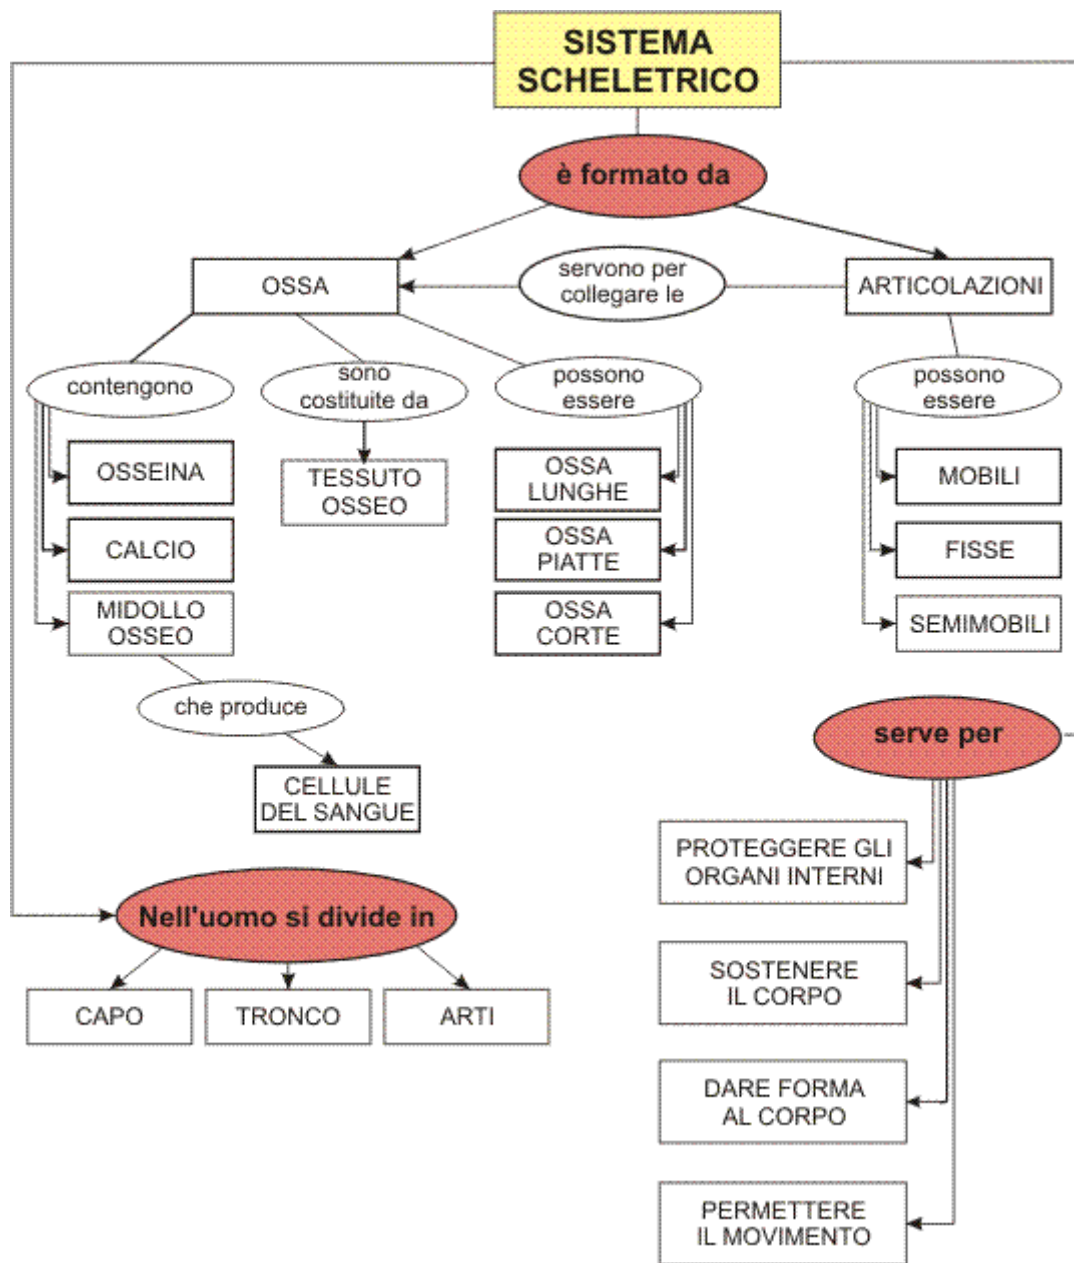 SISTEMA
SCHELETRICO
è formato da
OSSA
servono per
collegare le
ARTICOLAZIONI
contengono
sono
costituite da
possono
essere
possono
essere
OSSEINA
TESSUTO
OSSEO
OSSA
LUNGHE
MOBILI
CALCIO
OSSA
PIATTE
FISSE
MIDOLLO
OSSEO
OSSA
CORTE
SEMIMOBILI
che produce
CELLULE
DEL SANGUE
serve per
PROTEGGERE GLI
ORGANI INTERNI
Nell'uomo si divide in
CAPO
TRONCO
ARTI
SOSTENERE
IL CORPO
DARE FORMA
AL CORPO
PERMETTERE
IL MOVIMENTO